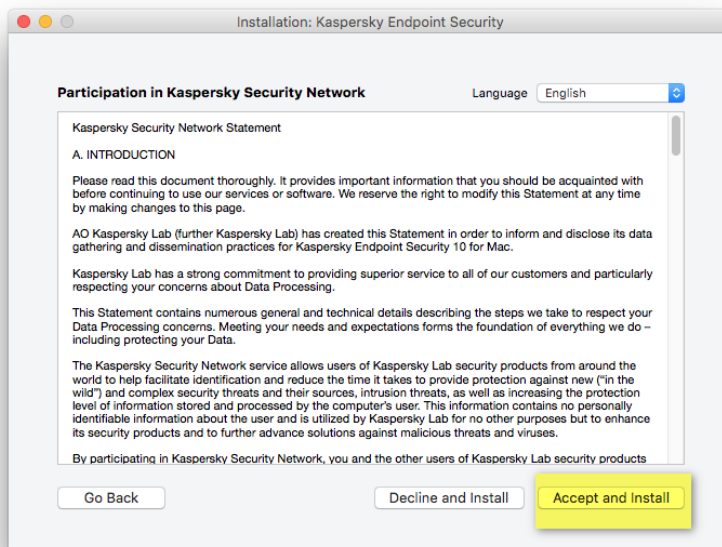 Installation: Kaspersky Endpoint Security
Participation in Kaspersky Security Network
Language English
Kaspersky Security Network Statement
A. INTRODUCTION
Please read this document thoroughly. It provides important information that you should be acquainted with
before continuing to use our services or software. We reserve the right to modify this Statement at any time
by making changes to this page.
AO Kaspersky Lab (further Kaspersky Lab) has created this Statement in order to inform and disclose its data
gathering and dissemination practices for Kaspersky Endpoint Security 10 for Mac.
Kaspersky Lab has a strong commitment to providing superior service to all of our customers and particularly
respecting your concerns about Data Processing.
This Statement contains numerous general and technical details describing the steps we take to respect your
Data Processing concerns. Meeting your needs and expectations forms the foundation of everything we do –
including protecting your Data.
The Kaspersky Security Network service allows users of Kaspersky Lab security products from around the
world to help facilitate identification and reduce the time it takes to provide protection against new (“in the
wild”) and complex security threats and their sources, intrusion threats, as well as increasing the protection
level of information stored and processed by the computer’s user. This information contains no personally
identifiable information about the user and is utilized by Kaspersky Lab for no other purposes but to enhance
its security products and to further advance solutions against malicious threats and viruses.
By participating in Kaspersky Security Network, you and the other users of Kaspersky Lab security products
Go Back Decline and Install Accept and Install